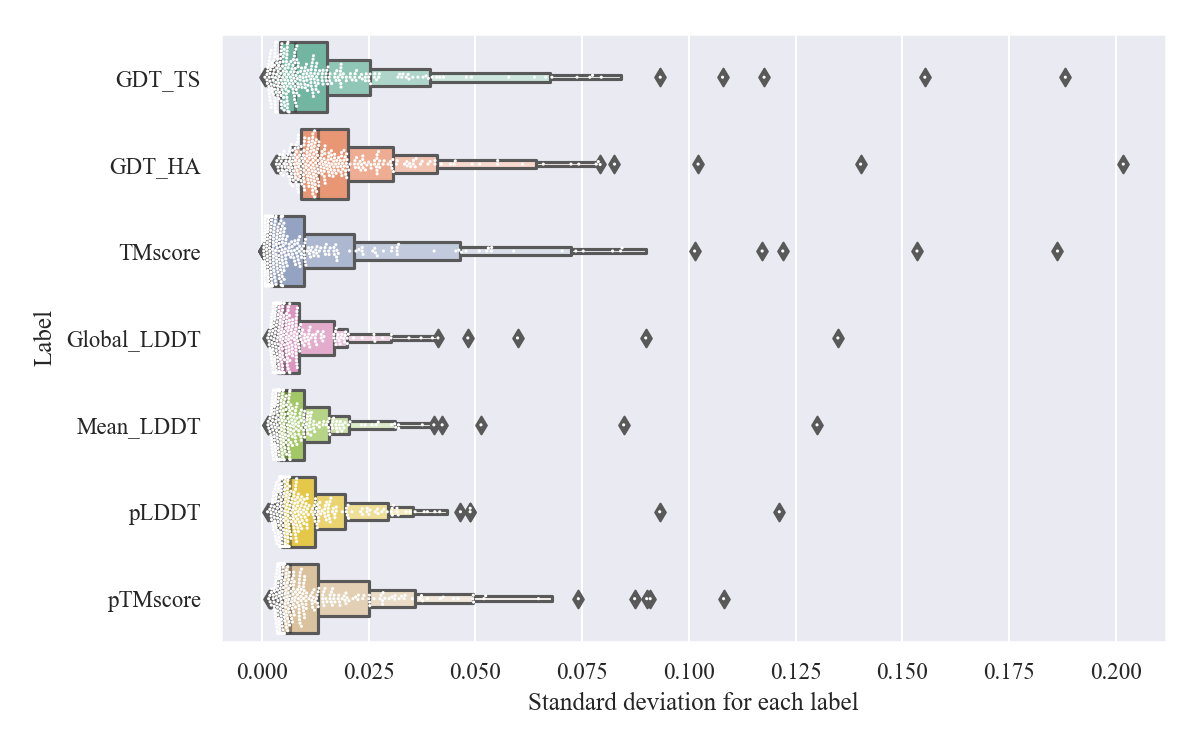 GDT_TS
GDT_HA
TMscore
Global_LDDT
Mean_LDDT
pLDDT
pTMscore
Label
0.000 0.025 0.050 0.075 0.100 0.125 0.150 0.175 0.200
Standard deviation for each label